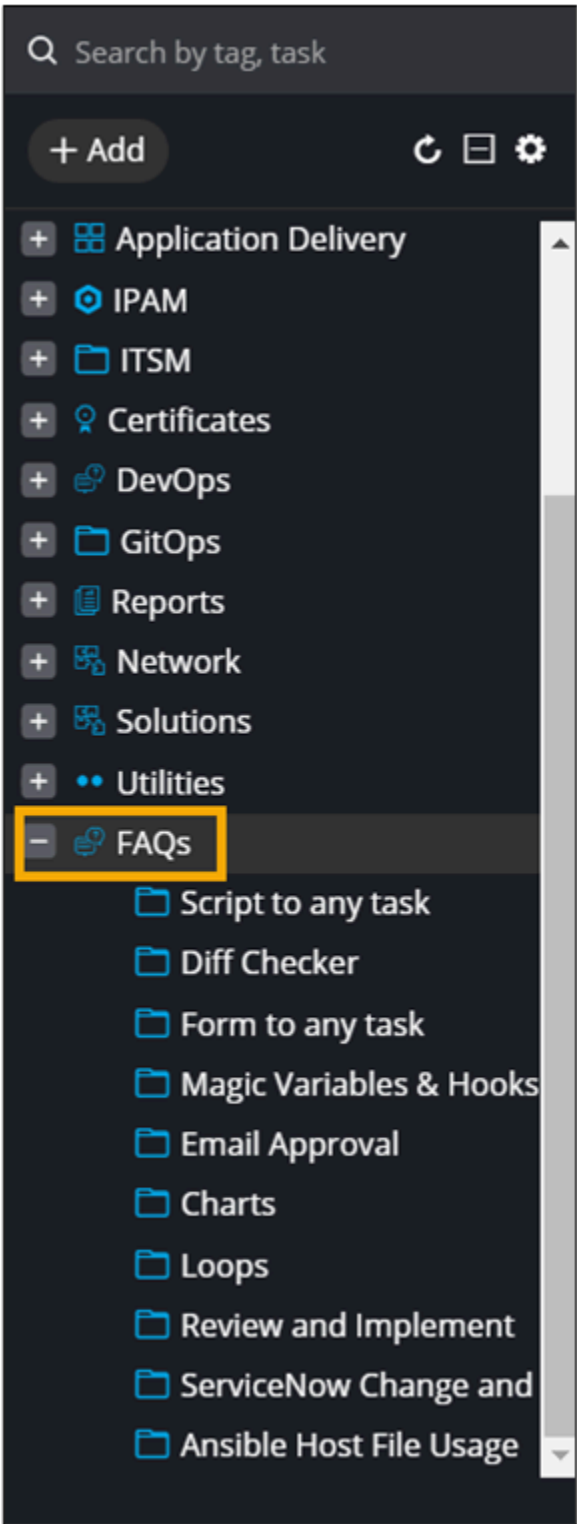 Search by tag, task
+ Add
Application Delivery
IPAM
ITSM
Certificates
DevOps
GitOps
Reports
Network
Solutions
Utilities
FAQs
Script to any task
Diff Checker
Form to any task
Magic Variables & Hooks
Email Approval
Charts
Loops
Review and Implement
ServiceNow Change and
Ansible Host File Usage